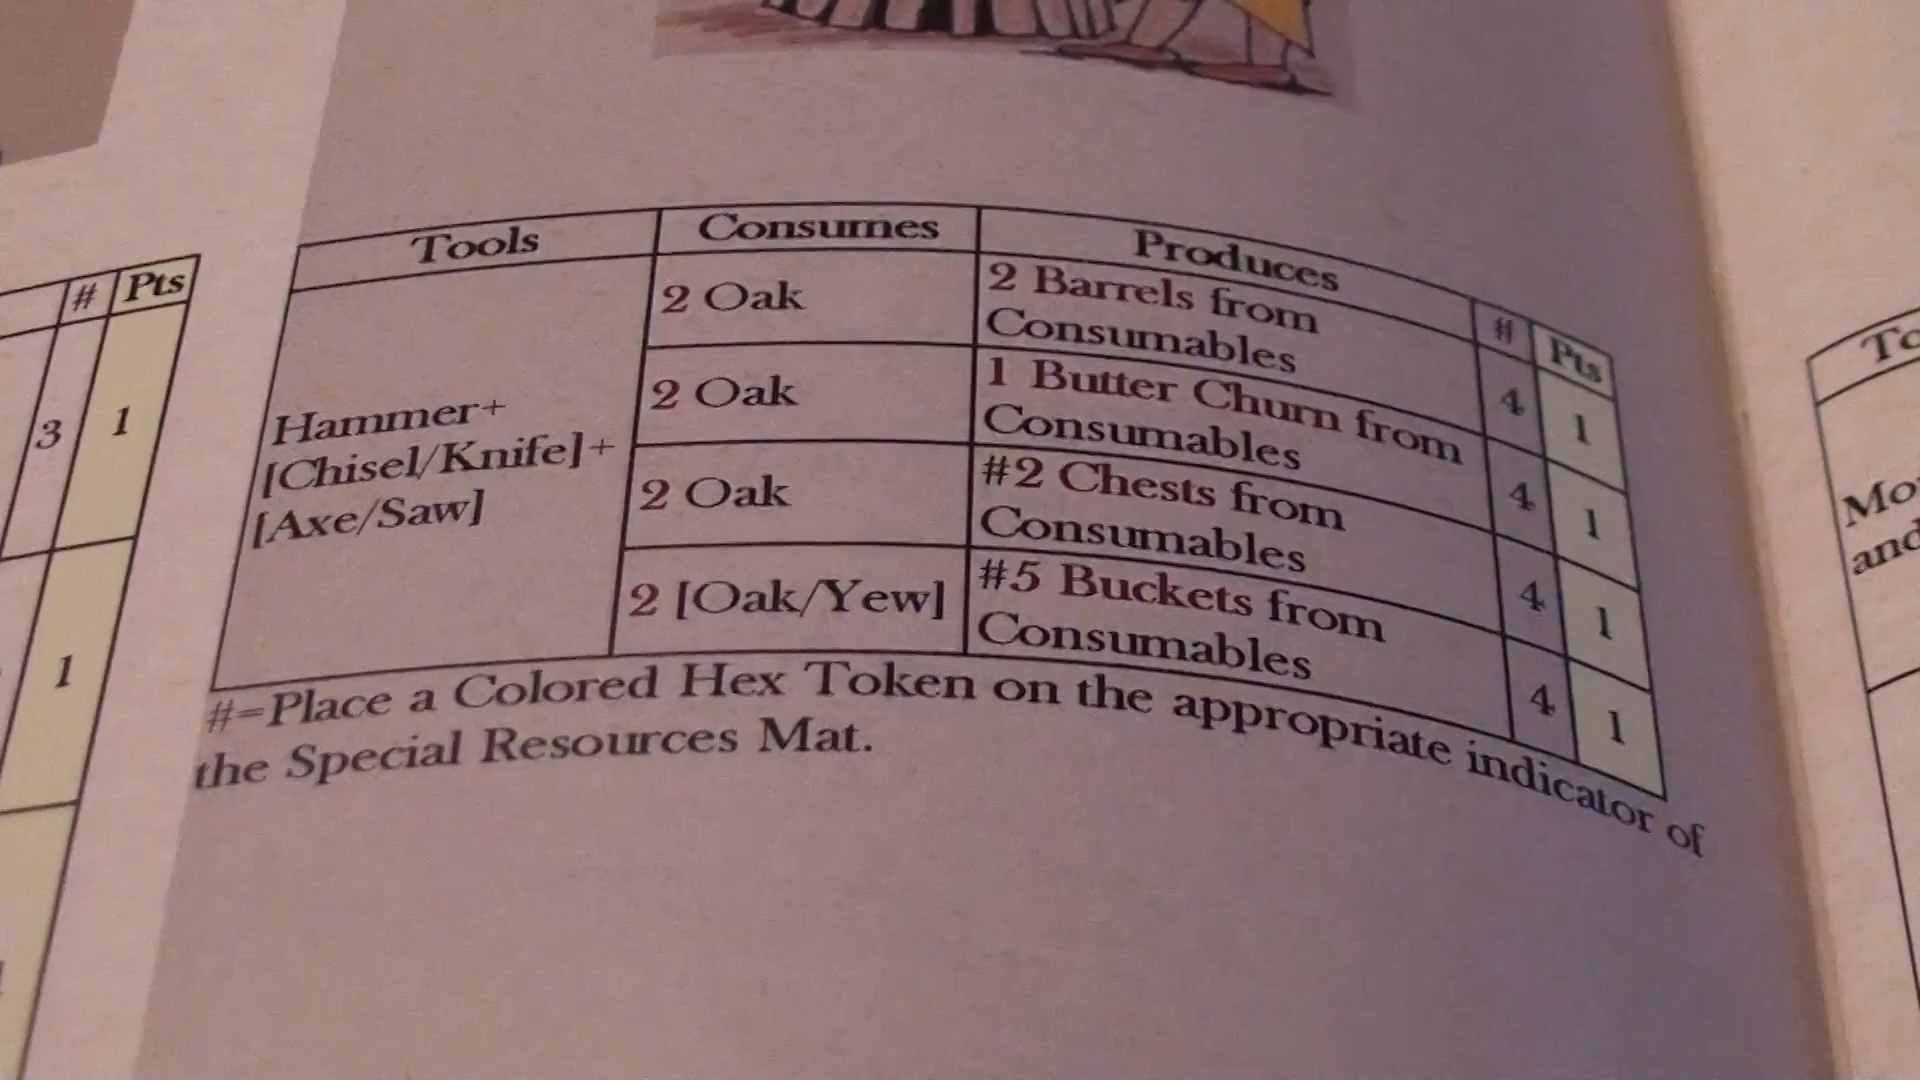 # Pts
3 1
1
Tools Consumes Produces # Pts
Hammer+
[Chisel/Knife]+
[Axe/Saw]
2 Oak 2 Barrels from
Consumables 4 1
2 Oak 1 Butter Churn from
Consumables 4 1
2 Oak #2 Chests from
Consumables 4 1
2 [Oak/Yew] #5 Buckets from
Consumables 4 1
#=Place a Colored Hex Token on the appropriate indicator of
the Special Resources Mat.
and